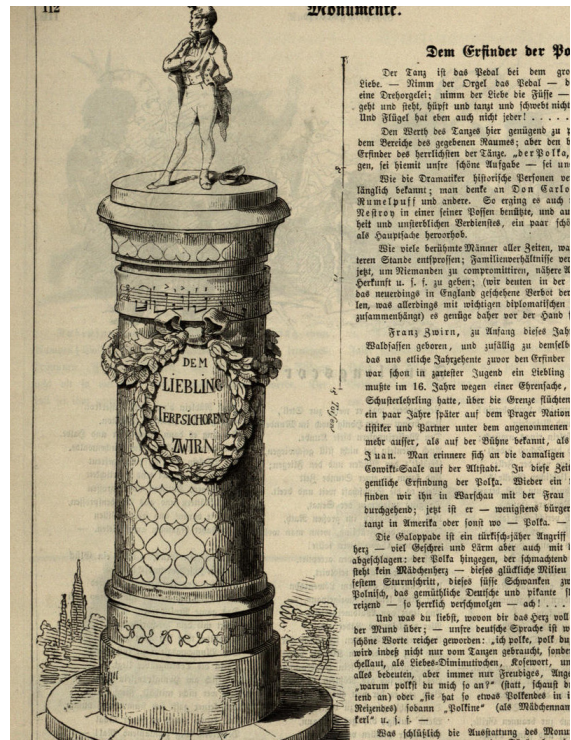 112
Monumente.
DEM
LIEBLING
TERPSICHORENS
ZWIRN
Dem Erfinder der Po
Der Tanz ist das Pedal bei dem gro
Liebe. — Nimm der Orgel das Pedal — d
eine Drehorgelei; nimm der Liebe die Füsse —
geht und steht, hüpft und tanzt und schwebt nicht
Und Flügel hat eben auch nicht jeder! . . . .
Den Werth des Tanzes hier genügend zu p
dem Bereiche des gegebenen Raumes; aber den b
Erfinder des herrlichsten der Tänze. „der Polka,
gen, sei hiemit unsre schöne Aufgabe — sei un
Wie die Dramatiker historische Personen ve
länglich bekannt; man denke an Don Carlo
Rumelpuff und andere. So erging es auch
Nestroy in einer seiner Possen benützte, und au
heit und unsterblichen Verdienstes, ein paar schö
als Hauptsache hervorhob.
Wie viele berühmte Männer aller Zeiten, wa
teren Stande entsprossen; Familienverhältnisse ver
jetzt, um Niemanden zu compromittiren, nähere A
Herkunft u. s. f. zu geben; (wir deuten in der
das neuerdings in England geschehene Verbot der
len, was allerdings mit wichtigen diplomatischen
zusammenhängt) es genüge daher vor der Hand
Franz Zwirn, zu Anfang dieses Jah
Waldsassen geboren, und zufällig zu demselb
das uns etliche Jahrzehente zuvor den Erfinder
war schon in zartester Jugend ein Liebling
mußte im 16. Jahre wegen einer Ehrensache,
Schusterlehrling hatte, über die Grenze flüchten
ein paar Jahre später auf dem Prager Nation
tistiker und Partner unter dem angenommenen
mehr ausser, als auf der Bühne bekannt, als
Juan. Man erinnere sich an die damaligen
Convikt-Saale auf der Altstadt. In diese Zeit
gentliche Erfindung der Polka. Wieder ein
finden wir ihn in Warschau mit der Frau
durchgehend; jetzt ist er — wenigstens bürger
tanzt in Amerika oder sonst wo — Polka. —
Die Galoppade ist ein türkisch-jäher Angriff
herz — viel Geschrei und Lärm aber auch mit
abgeschlagen: der Polka hingegen, der schmachtend
steht kein Mädchenherz — dieses glückliche Milieu
festem Sturmschritt, dieses süsse Schwanken zw
Polnisch, das gemüthliche Deutsche und pikante
reizend — so herrlich verschmolzen — ach! . . .
Und was du liebst, wovon dir das Herz voll
der Mund über; — unsre deutsche Sprache ist
schöne Worte reicher geworden: „ich polke, polk du
wird indeß nicht nur vom Tanzen gebraucht, sonder
chellaut, als Liebes-Diminutivchen, Kosewort, un
alles bedeuten, aber immer nur Freudiges, Ange
„warum polkst du mich so an?“ (statt, schaust d
tend an) oder „sie hat so etwas Polkendes in i
Reizendes) sodann „Polkine“ (als Mädchennam
kerl“ u. s. f. —
Was schlüßlich die Ausstattung des Monum